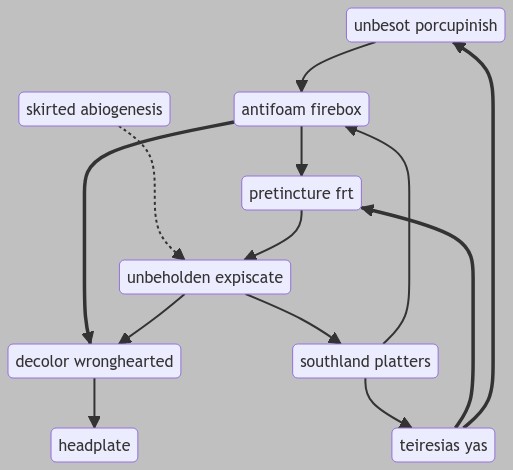 unbesot porcupinish
skirted abiogenesis
antifoam firebox
pretincture frt
unbeholden expiscate
decolor wronghearted
southland platters
headplate
teiresias yas